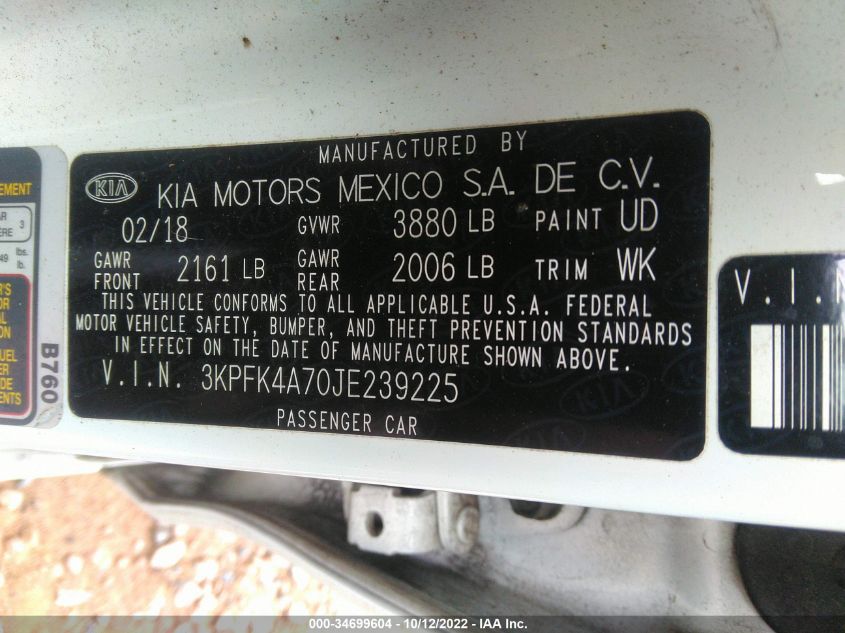 MANUFACTURED BY
KIA KIA MOTORS MEXICO S.A. DE C.V.
02/18 GVWR 3880 LB PAINT UD
GAWR FRONT 2161 LB GAWR REAR 2006 LB TRIM WK
THIS VEHICLE CONFORMS TO ALL APPLICABLE U.S.A. FEDERAL
MOTOR VEHICLE SAFETY, BUMPER, AND THEFT PREVENTION STANDARDS
IN EFFECT ON THE DATE OF MANUFACTURE SHOWN ABOVE.
V.I.N. 3KPFK4A70JE239225
PASSENGER CAR
B760
3
lbs.
lb.
V.I.N
000-34699604 - 10/12/2022 - IAA Inc.